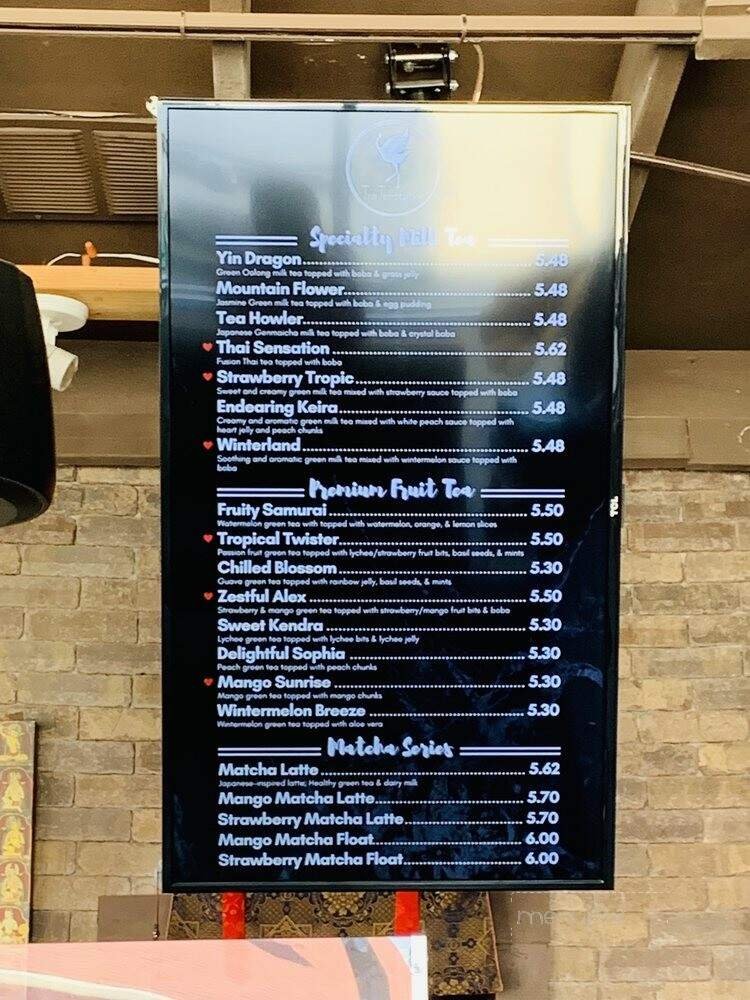 Specialty Milk Tea
Yin Dragon 5.48
Green Oolong milk tea topped with boba & grass jelly
Mountain Flower 5.48
Jasmine Green milk tea topped with boba & egg pudding
Tea Howler 5.48
Japanese Genmaicha milk tea topped with boba & crystal boba
Thai Sensation 5.62
Fusian Thai tea topped with boba
Strawberry Tropic 5.48
Sweet and creamy green milk tea mixed with strawberry sauce topped with boba
Endearing Keira 5.48
Creamy and aromatic green milk tea mixed with white peach sauce topped with
heart jelly and peach chunks
Winterland 5.48
Soothing and aromatic green milk tea mixed with wintermelon sauce topped with
boba
Premium Fruit Tea
Fruity Samurai 5.50
Watermelon green tea with topped with watermelon, orange, & lemon slices
Tropical Twister 5.50
Passion fruit green tea topped with lychee/strawberry fruit bits, basil seeds, & mints
Chilled Blossom 5.30
Guava green tea topped with rainbow jelly, basil seeds, & mints
Zestful Alex 5.50
Strawberry & mango green tea topped with strawberry/mango fruit bits & boba
Sweet Kendra 5.30
Lychee green tea topped with lychee bits & lychee jelly
Delightful Sophia 5.30
Peach green tea topped with peach chunks
Mango Sunrise 5.30
Mango green tea topped with mango chunks
Wintermelon Breeze 5.30
Wintermelon green tea topped with aloe vera
Matcha Series
Matcha Latte 5.62
Japanese-inspired latte; Healthy green tea & dairy milk
Mango Matcha Latte 5.70
Strawberry Matcha Latte 5.70
Mango Matcha Float 6.00
Strawberry Matcha Float 6.00
TCL